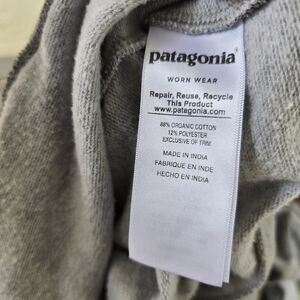 patagonia®
WORN WEAR
Repair, Reuse, Recycle
This Product
www.patagonia.com
88% ORGANIC COTTON
12% POLYESTER
EXCLUSIVE OF TRIM
MADE IN INDIA
FABRIQUE EN INDE
HECHO EN INDIA